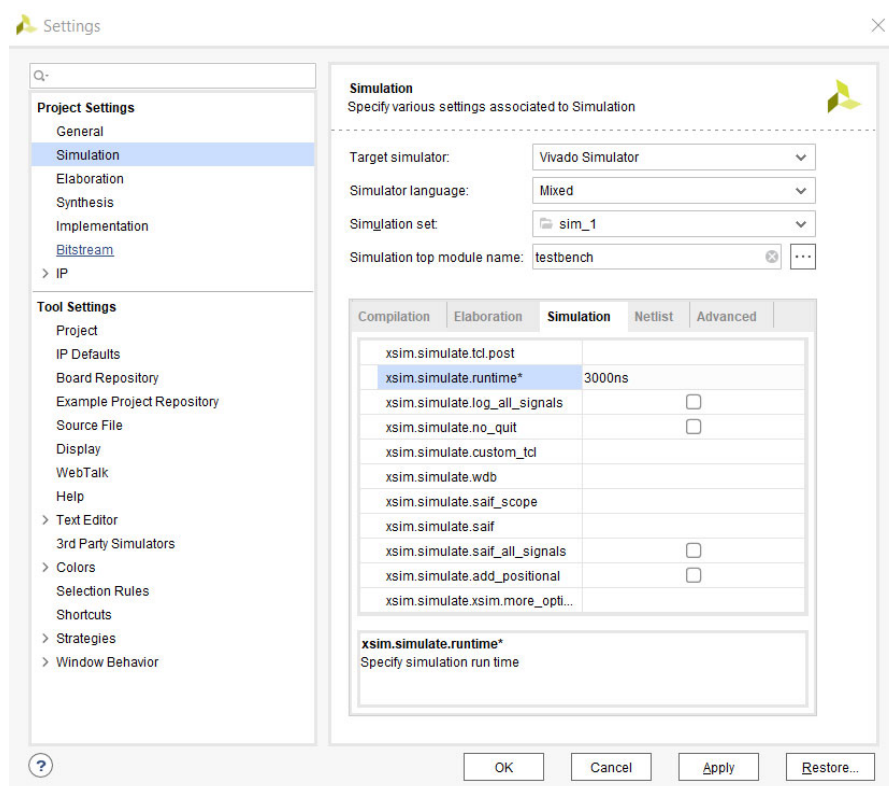 Settings
Q-
Project Settings
General
Simulation
Elaboration
Synthesis
Implementation
Bitstream
> IP
Tool Settings
Project
IP Defaults
Board Repository
Example Project Repository
Source File
Display
WebTalk
Help
> Text Editor
3rd Party Simulators
> Colors
Selection Rules
Shortcuts
> Strategies
> Window Behavior
Simulation
Specify various settings associated to Simulation
Target simulator: Vivado Simulator
Simulator language: Mixed
Simulation set: sim_1
Simulation top module name: testbench ...
Compilation Elaboration Simulation Netlist Advanced
xsim.simulate.tcl.post
xsim.simulate.runtime* 3000ns
xsim.simulate.log_all_signals
xsim.simulate.no_quit
xsim.simulate.custom_tcl
xsim.simulate.wdb
xsim.simulate.saif_scope
xsim.simulate.saif
xsim.simulate.saif_all_signals
xsim.simulate.add_positional
xsim.simulate.xsim.more_opti...
xsim.simulate.runtime*
Specify simulation run time
? OK Cancel Apply Restore...